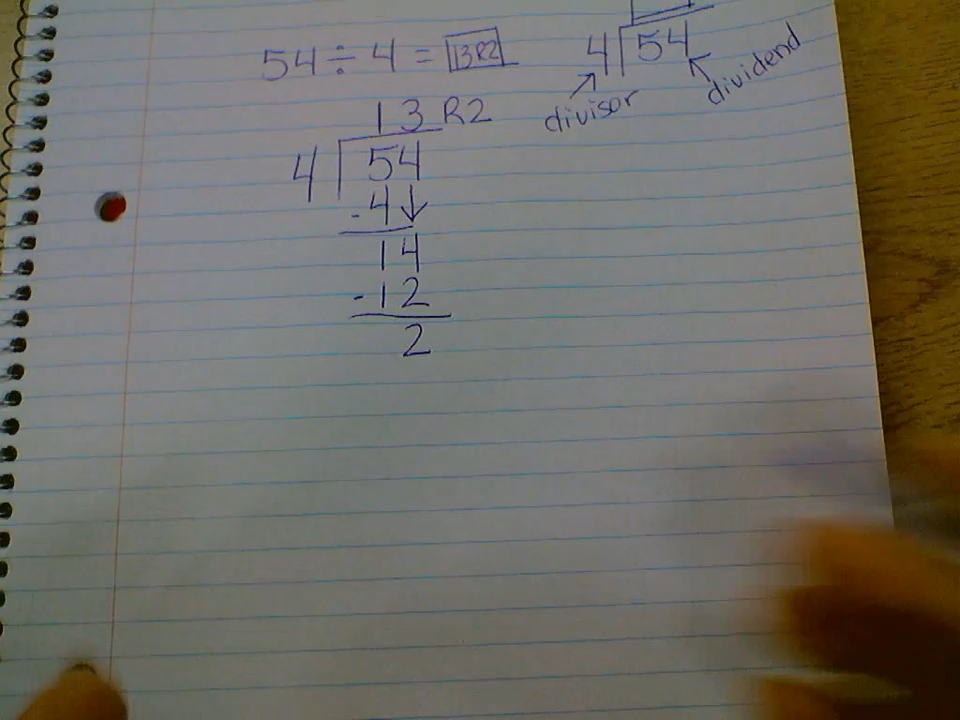 54 ÷ 4 = 13R2
4 54
divisor
dividend
13 R2
4 54
-4↓
14
-12
2